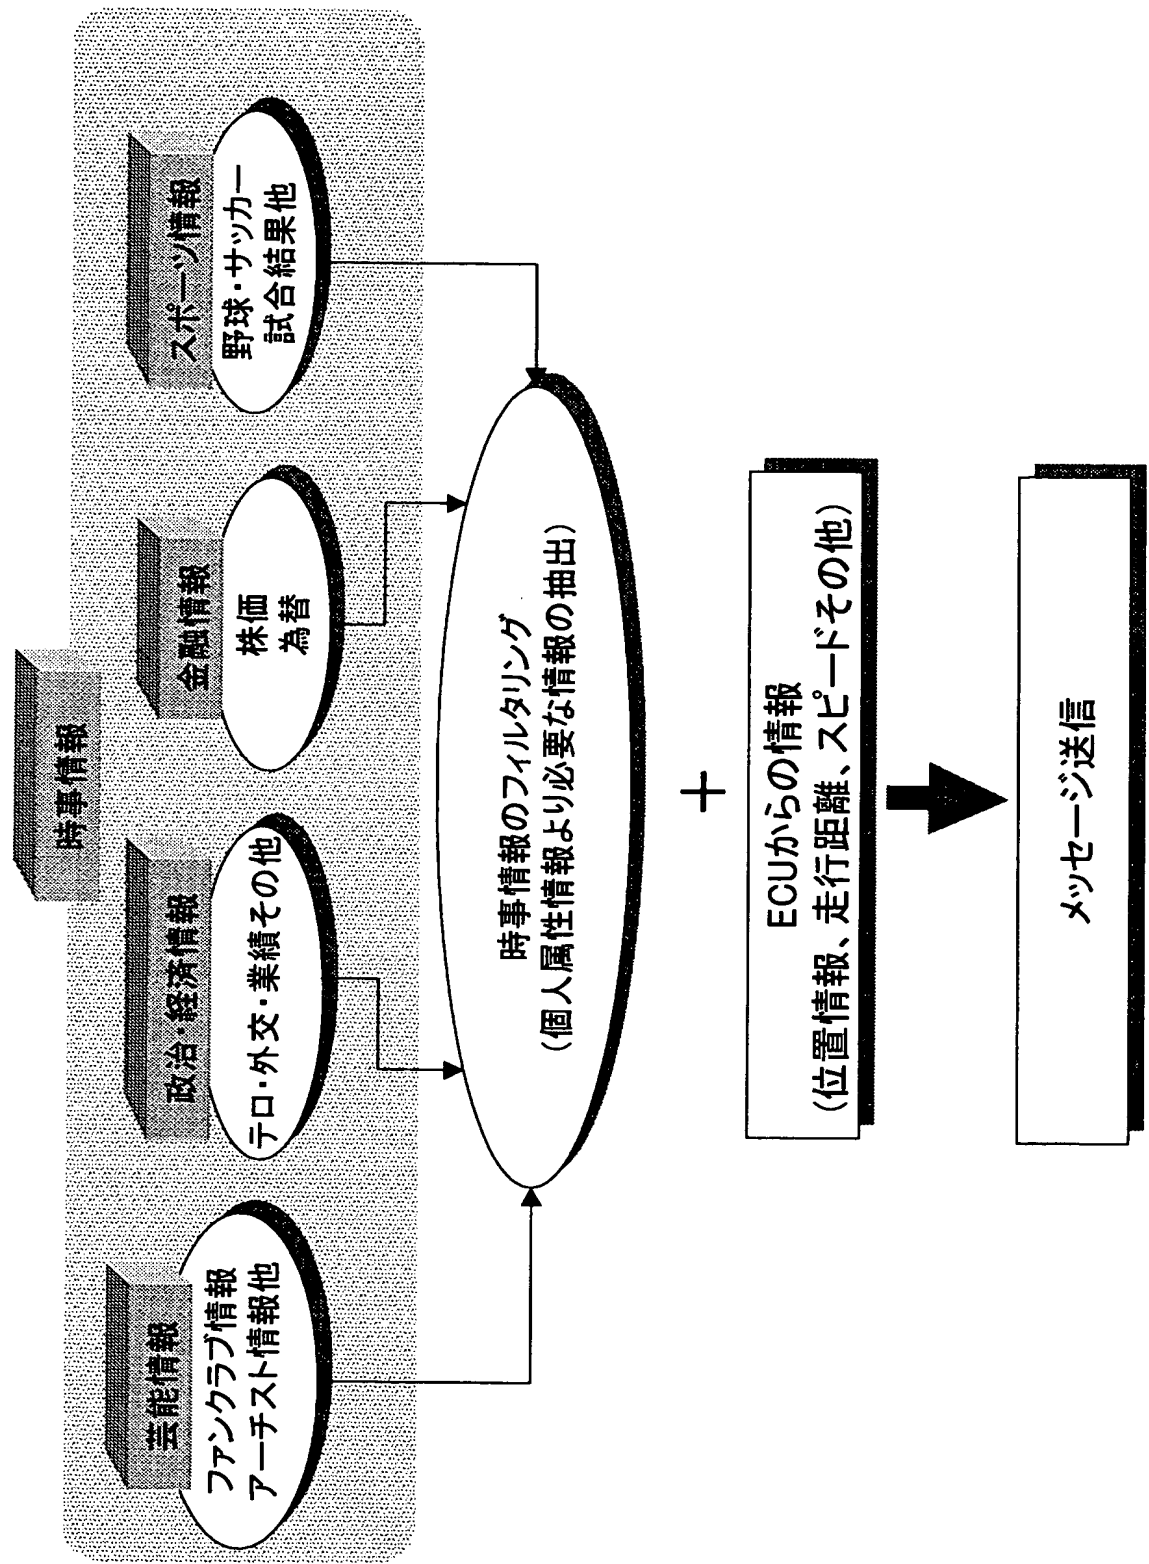 時事情報
芸能情報
ファンクラブ情報
アーチスト情報他
政治・経済情報
テロ・外交・業績その他
金融情報
株価
為替
スポーツ情報
野球・サッカー
試合結果他
時事情報のフィルタリング
(個人属性情報より必要な情報の抽出)
+
ECUからの情報
(位置情報、走行距離、スピードその他)
メッセージ送信